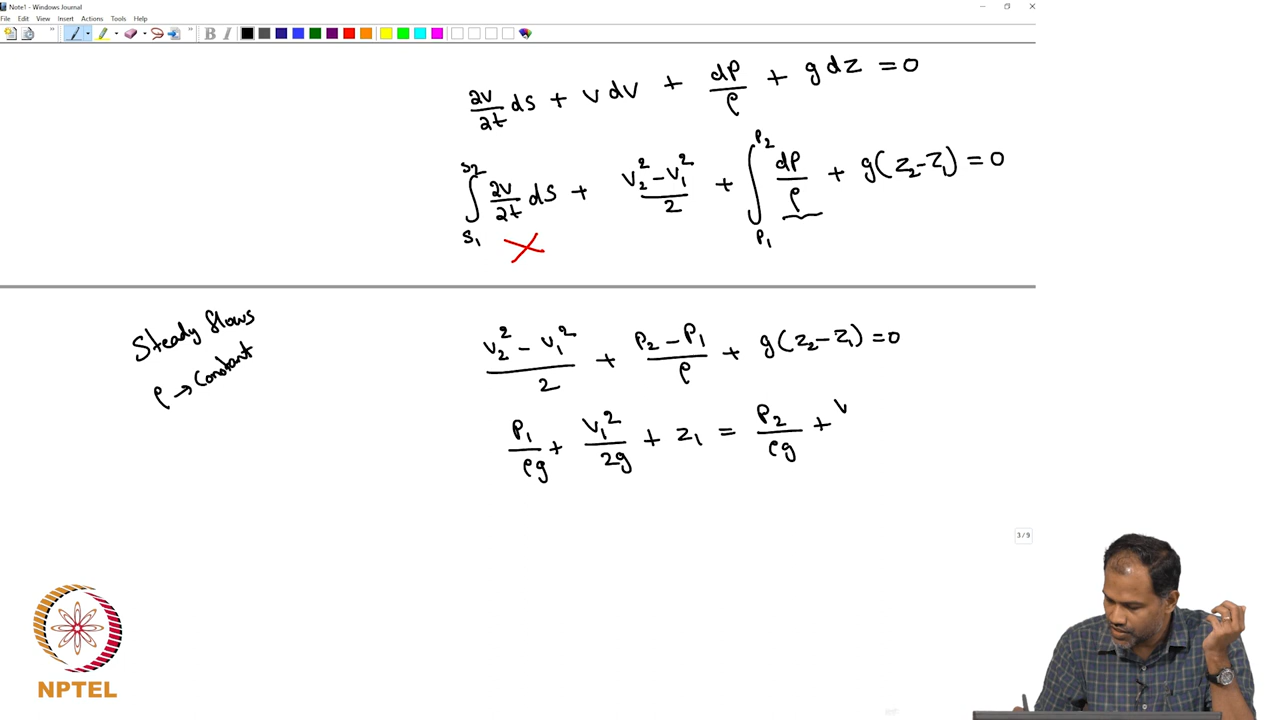 Note1 - Windows Journal
File Edit View Insert Actions Tools Help
B I
∂v/∂t ds + v dv + dP/ρ + g dz = 0
∫_{s1}^{s2} ∂v/∂t ds + (v2² - v1²)/2 + ∫_{P1}^{P2} dP/ρ + g(z2 - z1) = 0
Steady flows
ρ → Constant
(v2² - v1²)/2 + (P2 - P1)/ρ + g(z2 - z1) = 0
P1/ρg + v1²/2g + z1 = P2/ρg + v
3/9
NPTEL